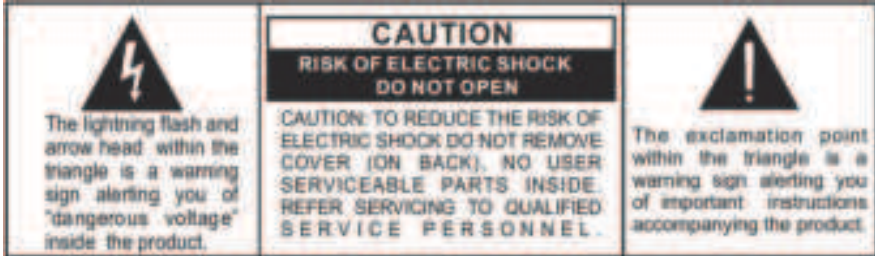 The lightning flash and
arrow head within the
triangle is a warning
sign alerting you of
"dangerous voltage"
inside the product.
CAUTION
RISK OF ELECTRIC SHOCK
DO NOT OPEN
CAUTION: TO REDUCE THE RISK OF
ELECTRIC SHOCK DO NOT REMOVE
COVER (ON BACK). NO USER
SERVICEABLE PARTS INSIDE.
REFER SERVICING TO QUALIFIED
SERVICE PERSONNEL.
The exclamation point
within the triangle is a
warning sign alerting you
of important instructions
accompanying the product.